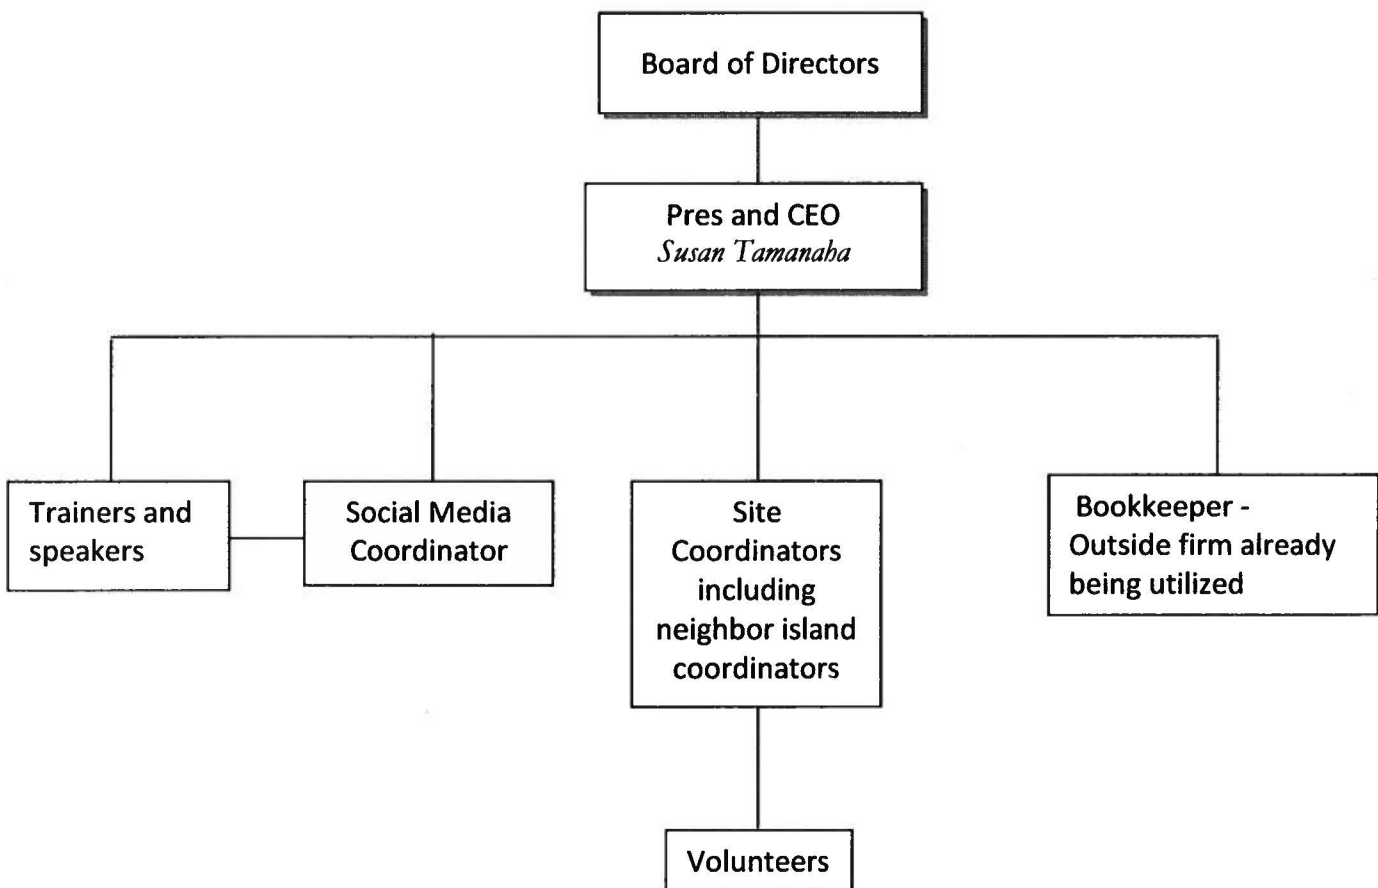 Board of Directors
Pres and CEO
Susan Tamanaha
Trainers and
speakers
Social Media
Coordinator
Site
Coordinators
including
neighbor island
coordinators
Bookkeeper -
Outside firm already
being utilized
Volunteers